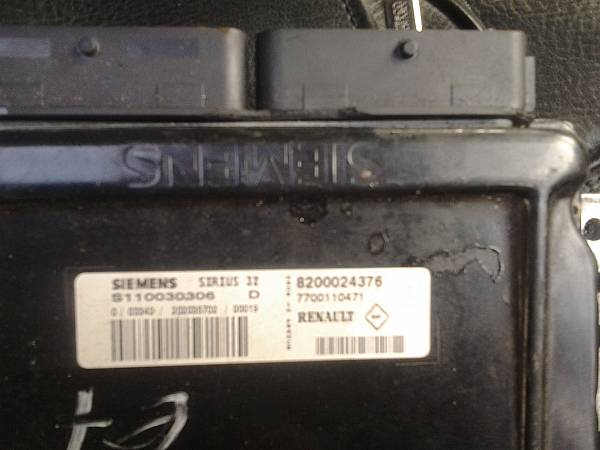 SIEMENS
SIEMENS SIRIUS 32
S110030306 D
8200024376
7700110471
RENAULT